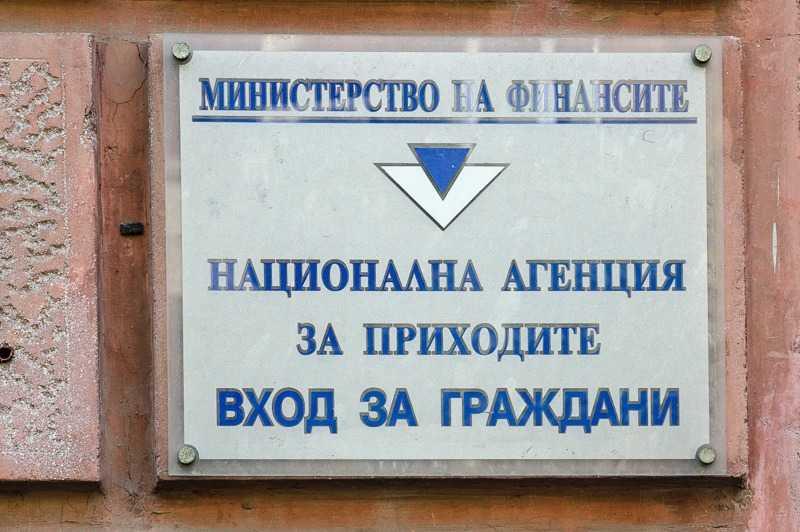 МИНИСТЕРСТВО НА ФИНАНСИТЕ
НАЦИОНАЛНА АГЕНЦИЯ
ЗА ПРИХОДИТЕ
ВХОД ЗА ГРАЖДАНИ